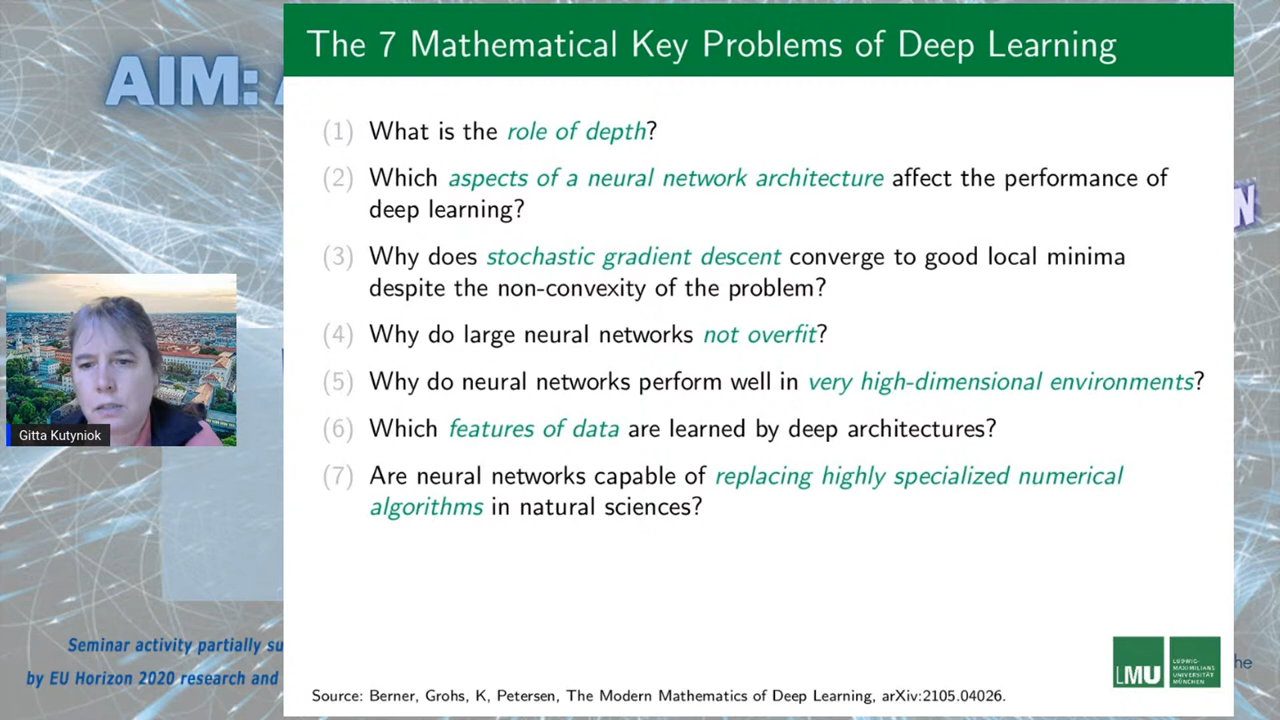 The 7 Mathematical Key Problems of Deep Learning
AIM:
(1) What is the role of depth?
(2) Which aspects of a neural network architecture affect the performance of
deep learning?
(3) Why does stochastic gradient descent converge to good local minima
despite the non-convexity of the problem?
(4) Why do large neural networks not overfit?
(5) Why do neural networks perform well in very high-dimensional environments?
(6) Which features of data are learned by deep architectures?
(7) Are neural networks capable of replacing highly specialized numerical
algorithms in natural sciences?
Gitta Kutyniok
N
Seminar activity partially su
by EU Horizon 2020 research and
he
LMU
LUDWIG-
MAXIMILIANS
UNIVERSITÄT
MÜNCHEN
Source: Berner, Grohs, K, Petersen, The Modern Mathematics of Deep Learning, arXiv:2105.04026.